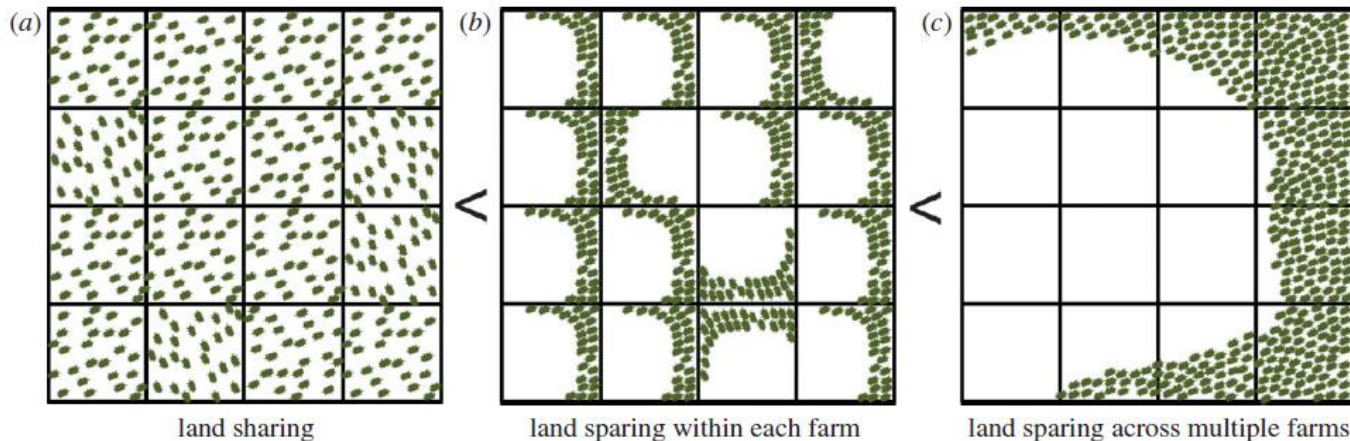 (a)
(b)
(c)
<
<
land sharing
land sparing within each farm
land sparing across multiple farms